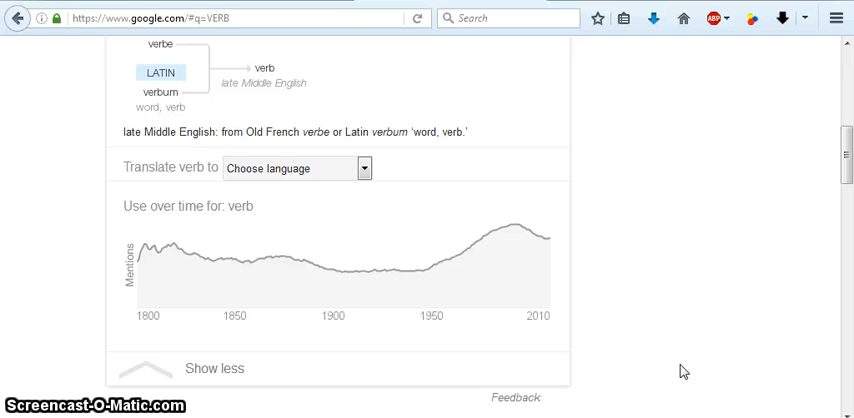 https://www.google.com/#q=VERB
Search
ABP
verbe
LATIN
verb
late Middle English
verbum
word, verb
late Middle English: from Old French verbe or Latin verbum ‘word, verb.’
Translate verb to
Choose language
Use over time for: verb
Mentions
1800 1850 1900 1950 2010
Show less
Feedback
Screencast-O-Matic.com